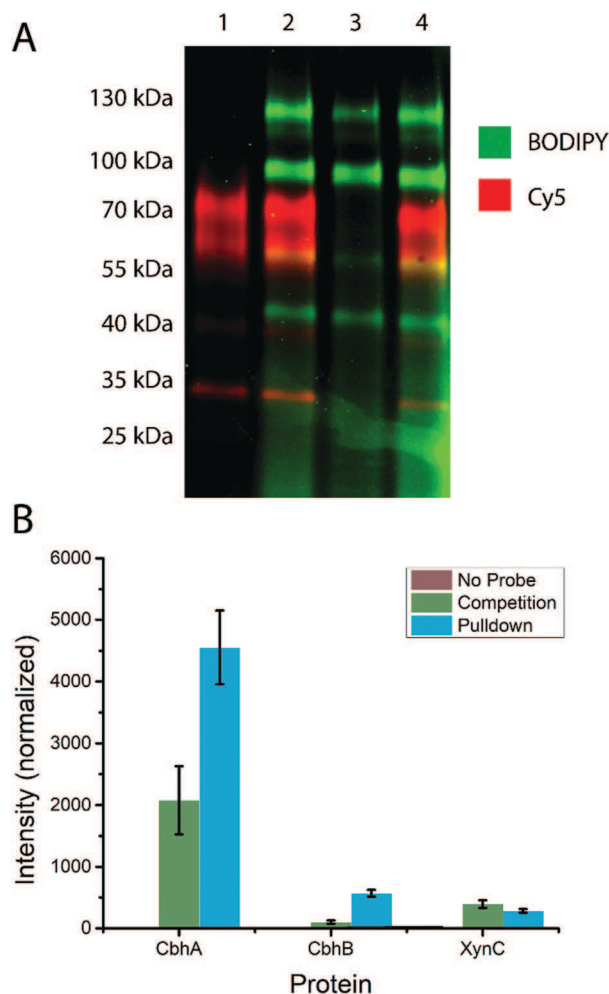 A
1 2 3 4
130 kDa
100 kDa
70 kDa
55 kDa
40 kDa
35 kDa
25 kDa
BODIPY
Cy5
B
6000
5000
4000
3000
2000
1000
0
Intensity (normalized)
No Probe
Competition
Pulldown
CbhA CbhB XynC
Protein